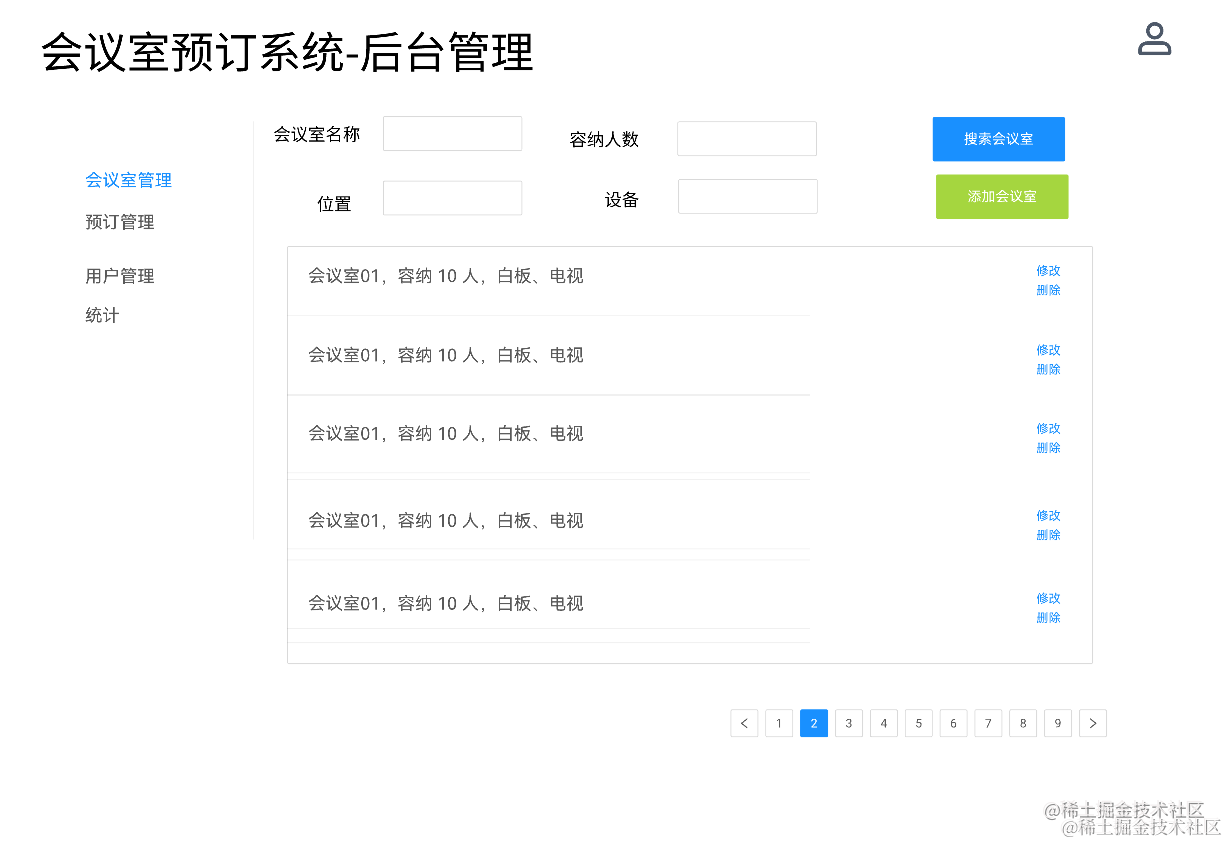 会议室预订系统-后台管理
会议室名称
容纳人数
搜索会议室
位置
设备
添加会议室
会议室管理
预订管理
用户管理
统计
会议室01，容纳 10 人，白板、电视
修改
删除
会议室01，容纳 10 人，白板、电视
修改
删除
会议室01，容纳 10 人，白板、电视
修改
删除
会议室01，容纳 10 人，白板、电视
修改
删除
会议室01，容纳 10 人，白板、电视
修改
删除
< 1 2 3 4 5 6 7 8 9 >
@稀土掘金技术社区
@稀土掘金技术社区